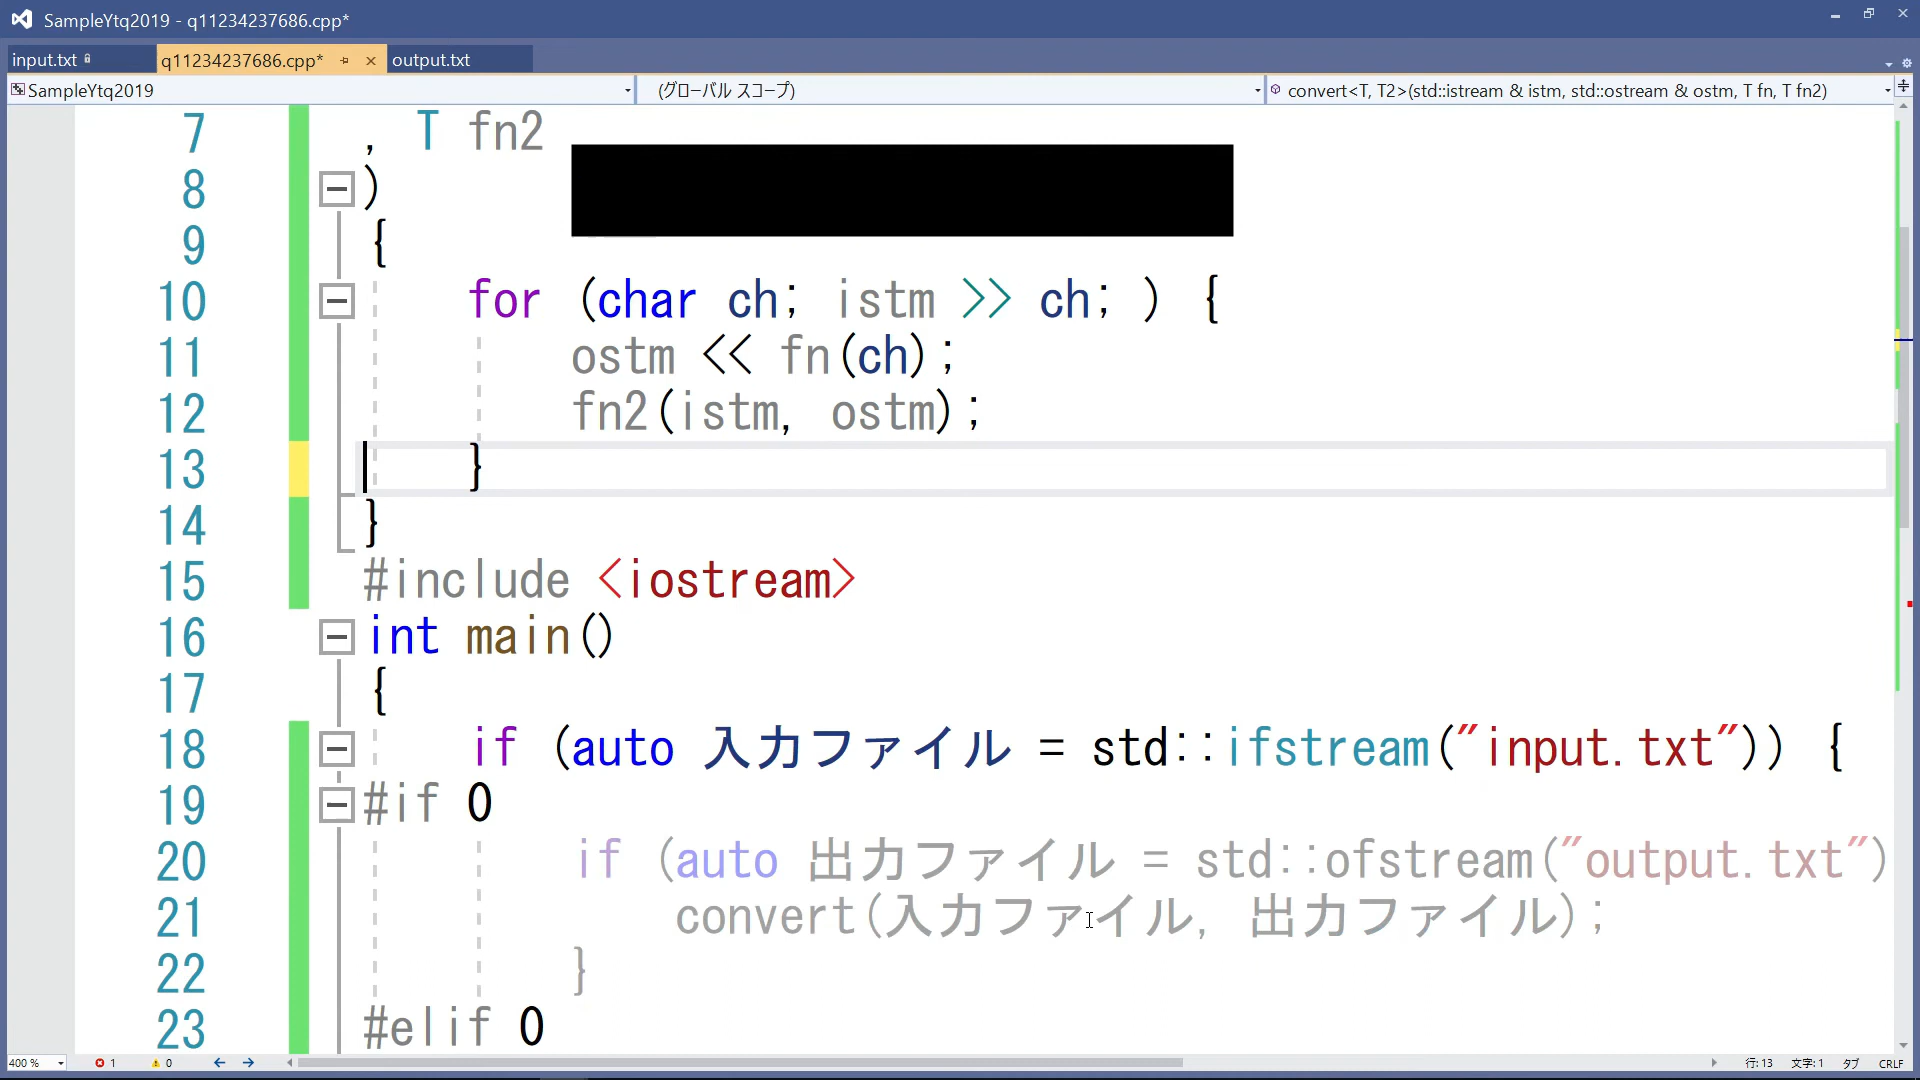 SampleYtq2019 - q11234237686.cpp*
input.txt q11234237686.cpp* output.txt
SampleYtq2019 (グローバル スコープ) convert<T, T2>(std::istream & istm, std::ostream & ostm, T fn, T fn2)
7 , T fn2
8 )
9 {
10 for (char ch; istm >> ch; ) {
11 ostm << fn(ch);
12 fn2(istm, ostm);
13 }
14 }
15 #include <iostream>
16 int main()
17 {
18 if (auto 入力ファイル = std::ifstream("input.txt")) {
19 #if 0
20 if (auto 出力ファイル = std::ofstream("output.txt")
21 convert(入力ファイル, 出力ファイル);
22 }
23 #elif 0
400 % 1 0 行: 13 文字: 1 タブ CRLF